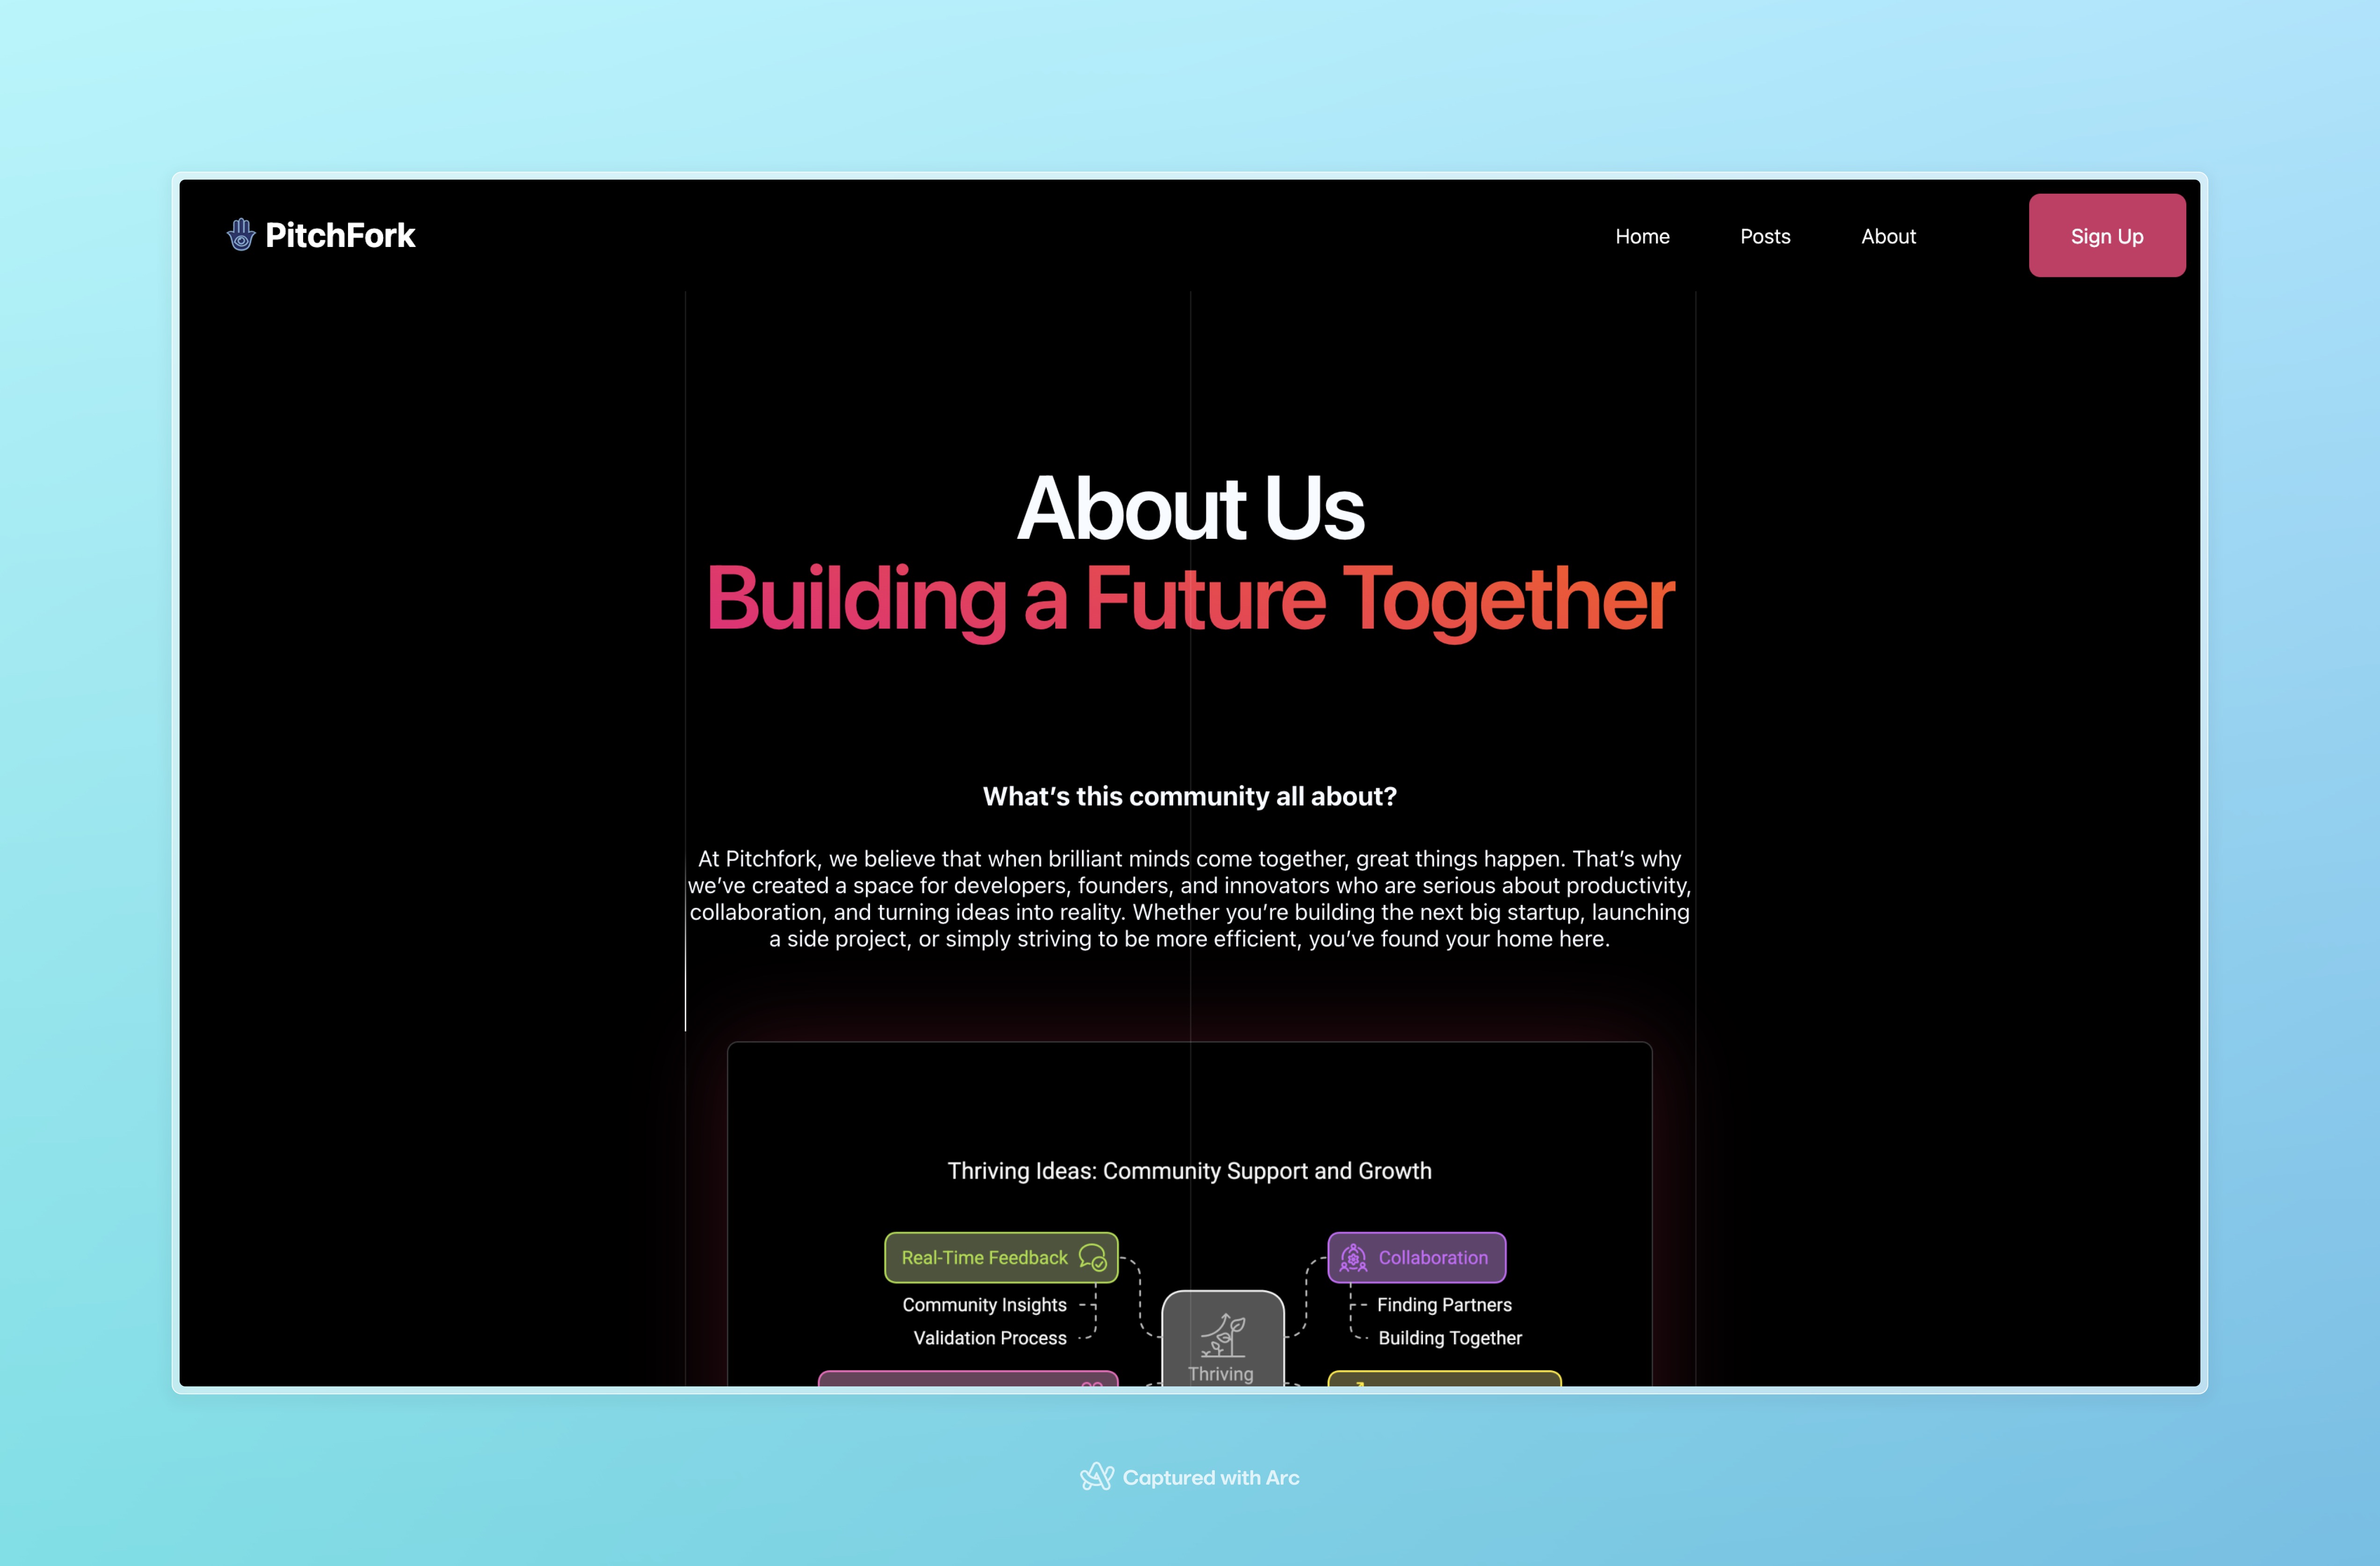 PitchFork
Home
Posts
About
Sign Up
About Us
Building a Future Together
What’s this community all about?
At Pitchfork, we believe that when brilliant minds come together, great things happen. That’s why
we’ve created a space for developers, founders, and innovators who are serious about productivity,
collaboration, and turning ideas into reality. Whether you’re building the next big startup, launching
a side project, or simply striving to be more efficient, you’ve found your home here.
Thriving Ideas: Community Support and Growth
Real-Time Feedback
Community Insights
Validation Process
Thriving
Collaboration
Finding Partners
Building Together
Captured with Arc